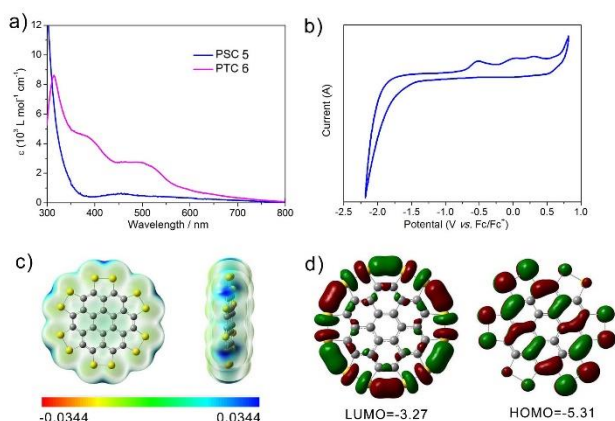 a)
12
10
8
6
4
2
0
ε (10³ L mol⁻¹ cm⁻¹)
PSC 5
PTC 6
300 400 500 600 700 800
Wavelength / nm
b)
Current (A)
-2.5 -2.0 -1.5 -1.0 -0.5 0.0 0.5 1.0
Potential (V vs. Fc/Fc⁺)
c)
-0.0344 0.0344
d)
LUMO=-3.27 HOMO=-5.31